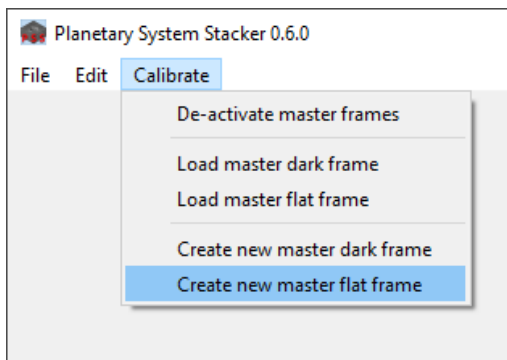 Planetary System Stacker 0.6.0
File Edit Calibrate
De-activate master frames
Load master dark frame
Load master flat frame
Create new master dark frame
Create new master flat frame